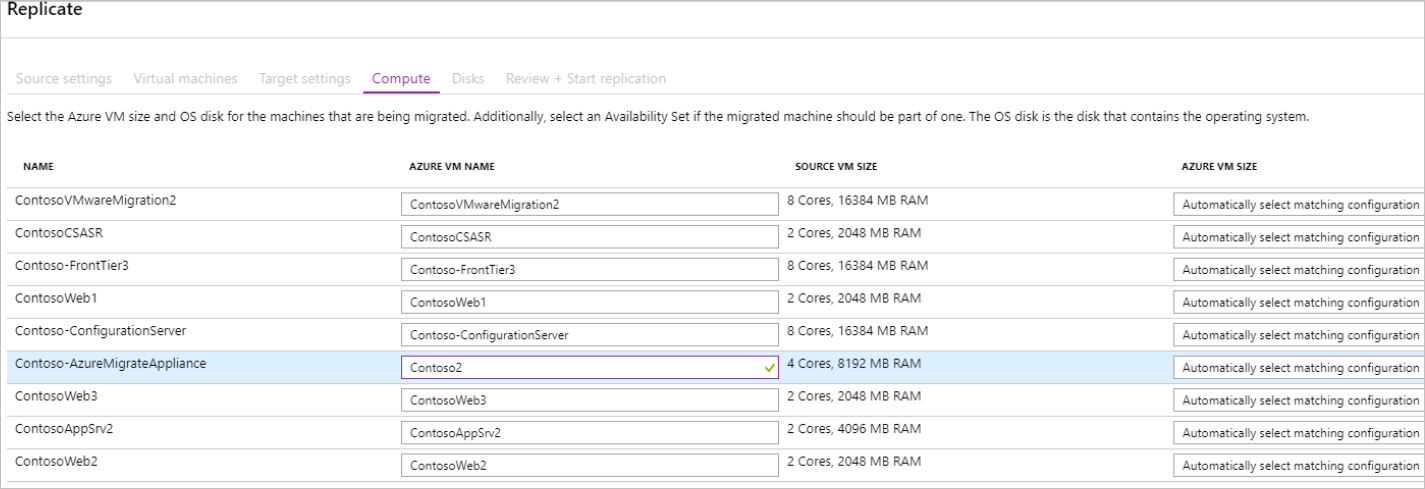 Replicate
Source settings Virtual machines Target settings Compute Disks Review + Start replication
Select the Azure VM size and OS disk for the machines that are being migrated. Additionally, select an Availability Set if the migrated machine should be part of one. The OS disk is the disk that contains the operating system.
NAME AZURE VM NAME SOURCE VM SIZE AZURE VM SIZE
ContosoVMwareMigration2 ContosoVMwareMigration2 8 Cores, 16384 MB RAM Automatically select matching configuration
ContosoCSASR ContosoCSASR 2 Cores, 2048 MB RAM Automatically select matching configuration
Contoso-FrontTier3 Contoso-FrontTier3 8 Cores, 16384 MB RAM Automatically select matching configuration
ContosoWeb1 ContosoWeb1 2 Cores, 2048 MB RAM Automatically select matching configuration
Contoso-ConfigurationServer Contoso-ConfigurationServer 8 Cores, 16384 MB RAM Automatically select matching configuration
Contoso-AzureMigrateAppliance Contoso2 4 Cores, 8192 MB RAM Automatically select matching configuration
ContosoWeb3 ContosoWeb3 2 Cores, 2048 MB RAM Automatically select matching configuration
ContosoAppSrv2 ContosoAppSrv2 2 Cores, 4096 MB RAM Automatically select matching configuration
ContosoWeb2 ContosoWeb2 2 Cores, 2048 MB RAM Automatically select matching configuration